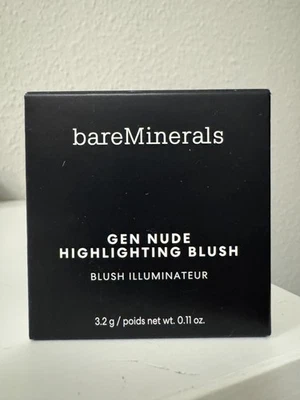 bareMinerals
GEN NUDE
HIGHLIGHTING BLUSH
BLUSH ILLUMINATEUR
3.2 g / poids net wt. 0.11 oz.